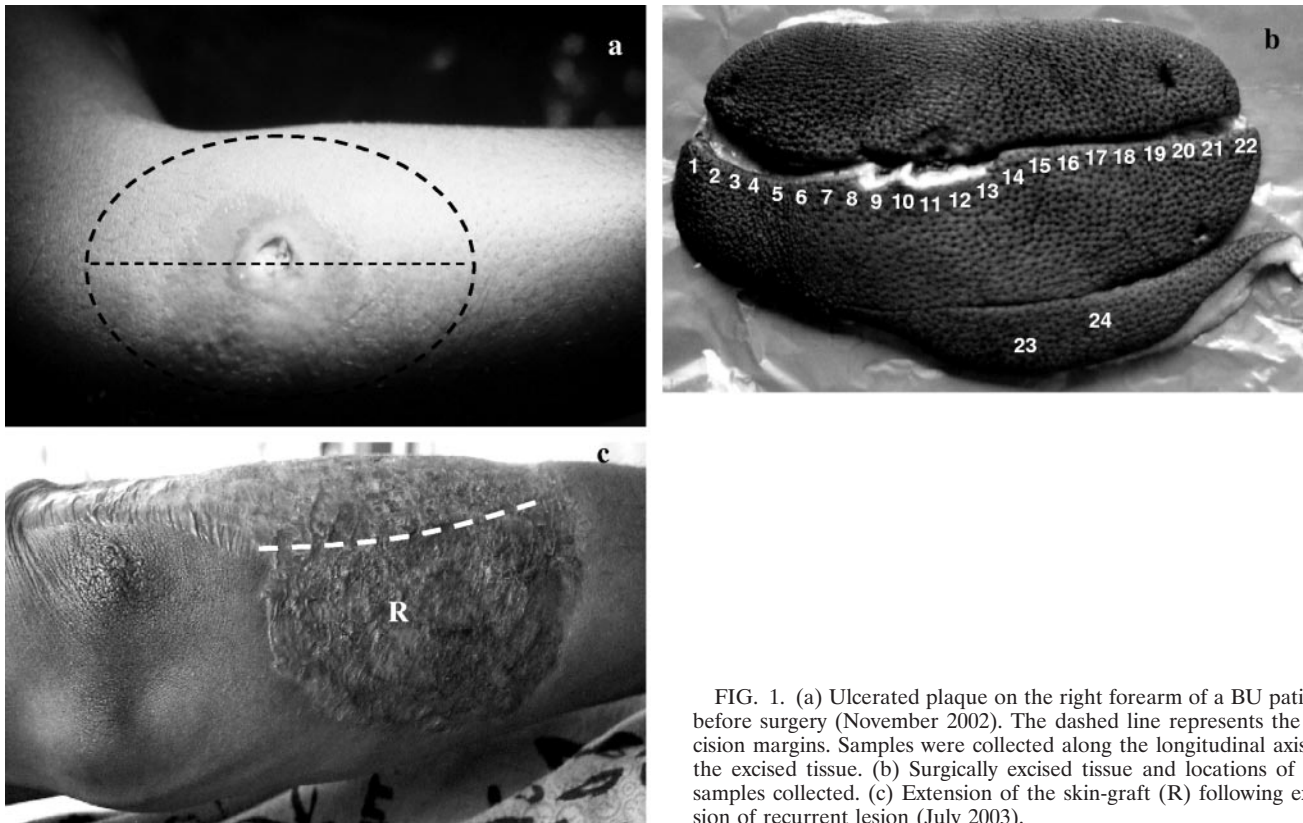 a
b
1 2 3 4 5 6 7 8 9 10 11 12 13 14 15 16 17 18 19 20 21 22
23 24
c
R
FIG. 1. (a) Ulcerated plaque on the right forearm of a BU pati
before surgery (November 2002). The dashed line represents the
cision margins. Samples were collected along the longitudinal axis
the excised tissue. (b) Surgically excised tissue and locations of
samples collected. (c) Extension of the skin-graft (R) following ex
sion of recurrent lesion (July 2003).